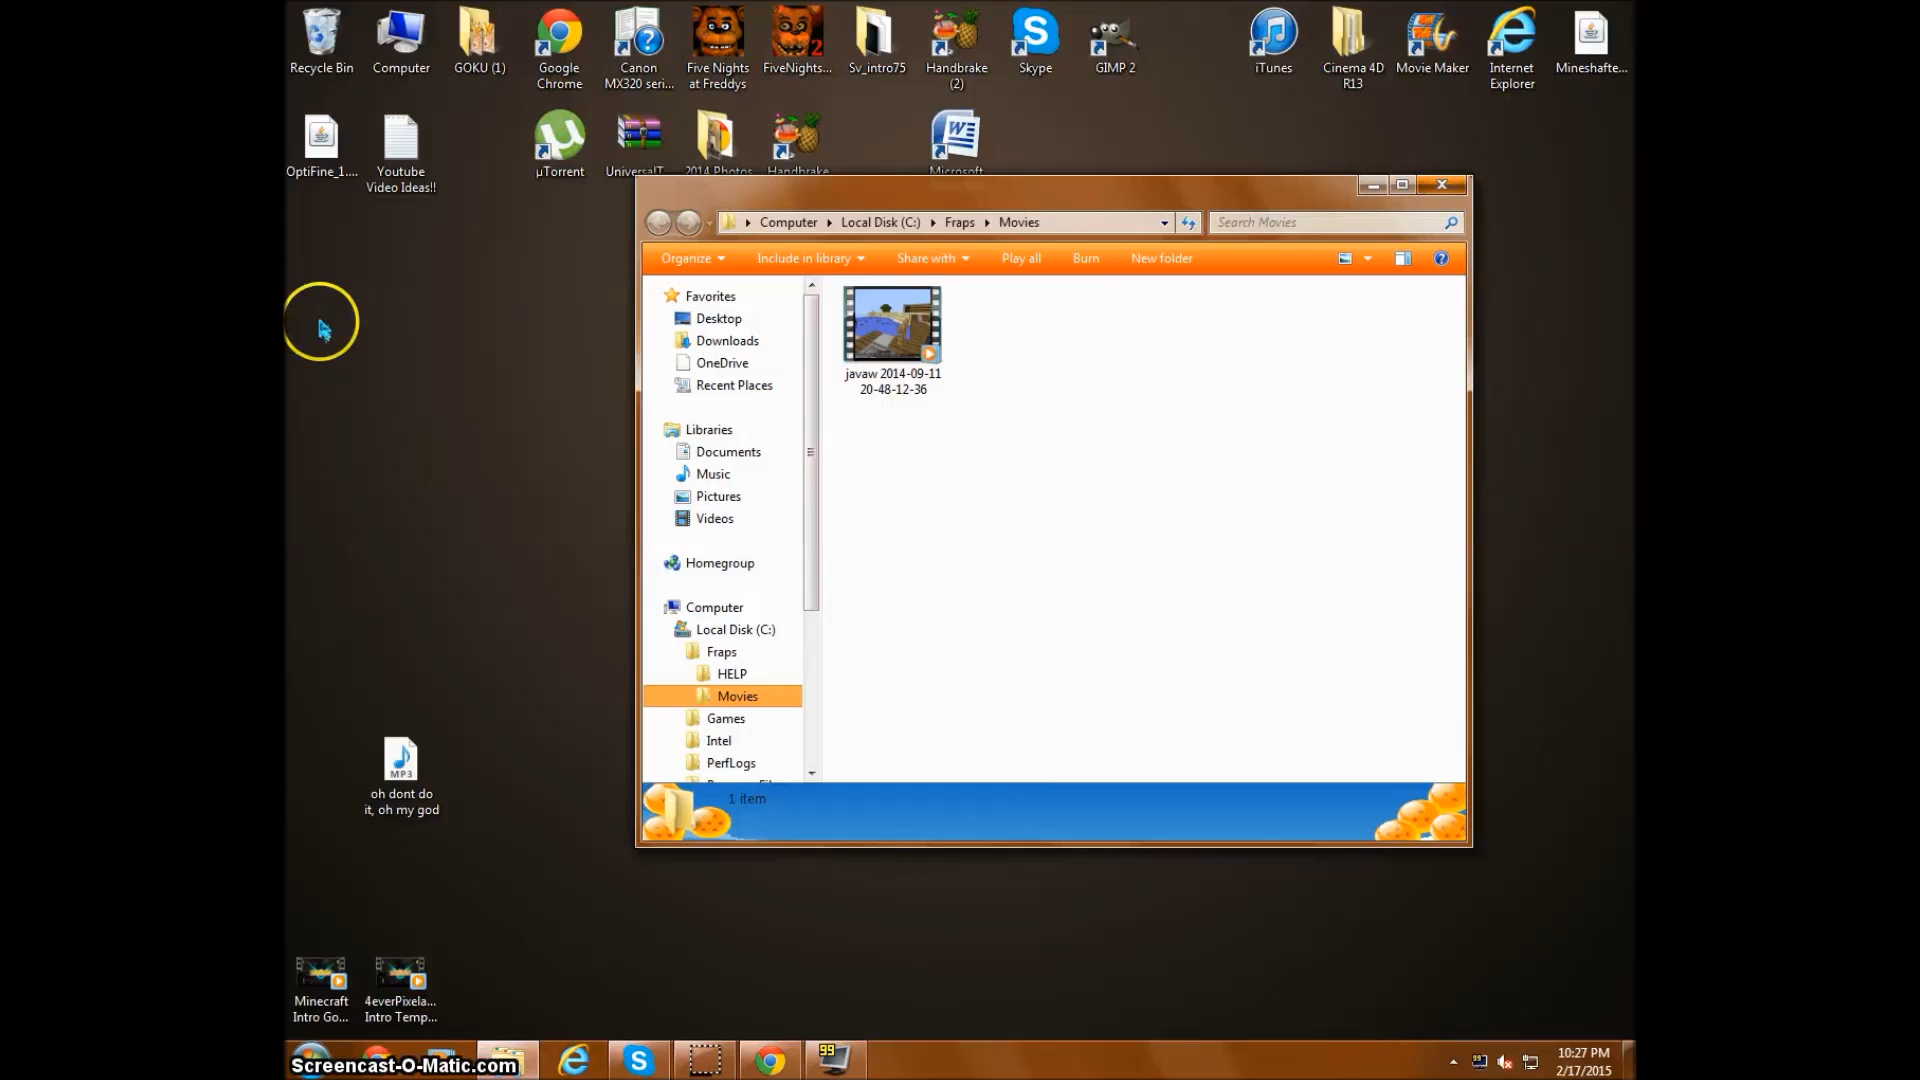 Recycle Bin
Computer
GOKU (1)
Google
Chrome
Canon
MX320 seri...
Five Nights
at Freddys
FiveNights...
2
Sv_intro75
Handbrake
(2)
Skype
GIMP 2
iTunes
Cinema 4D
R13
Movie Maker
Internet
Explorer
Mineshafte...
OptiFine_1....
Youtube
Video Ideas!!
µTorrent
UniversalT...
2014 Photos
Handbrake
Microsoft
Computer
Local Disk (C:)
Fraps
Movies
Search Movies
Organize
Include in library
Share with
Play all
Burn
New folder
Favorites
Desktop
Downloads
OneDrive
Recent Places
Libraries
Documents
Music
Pictures
Videos
Homegroup
Computer
Local Disk (C:)
Fraps
HELP
Movies
Games
Intel
PerfLogs
javaw 2014-09-11
20-48-12-36
1 item
MP3
oh dont do
it, oh my god
Minecraft
Intro Go...
4everPixela...
Intro Temp...
Screencast-O-Matic.com
99
10:27 PM
2/17/2015